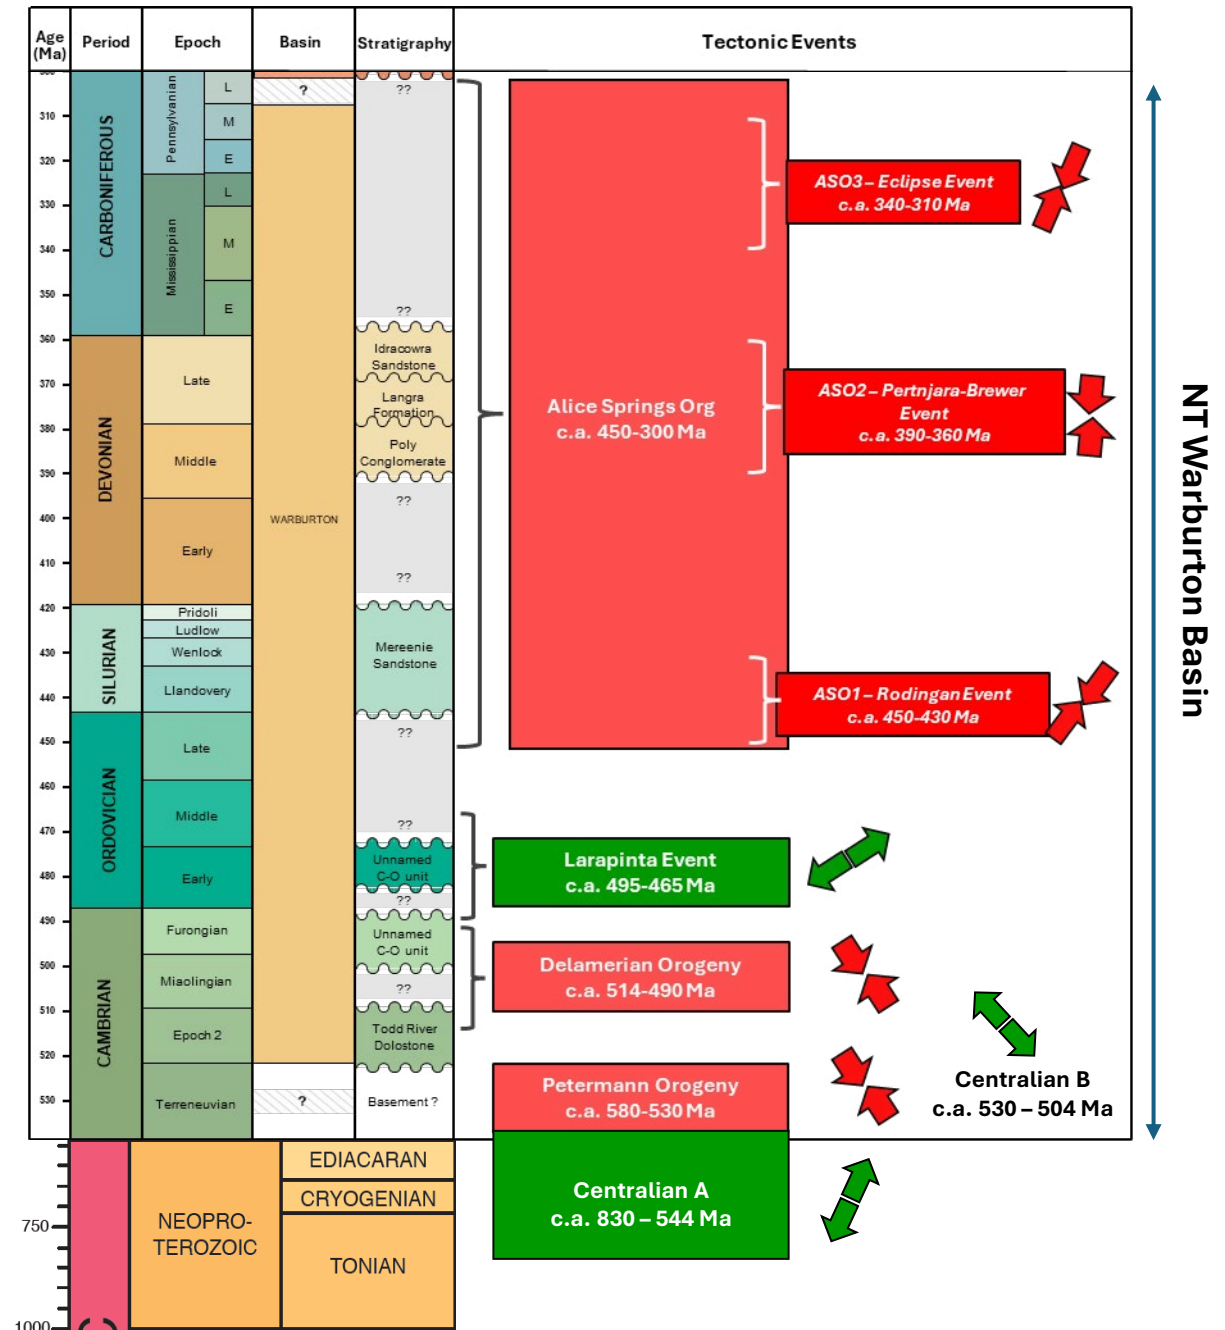 Age
(Ma)
Period
Epoch
Basin
Stratigraphy
Tectonic Events
310
320
330
340
350
360
370
380
390
400
410
420
430
440
450
460
470
480
490
500
510
520
530
CARBONIFEROUS
DEVONIAN
SILURIAN
ORDOVICIAN
CAMBRIAN
Pennsylvanian
L
M
E
Mississippian
L
M
E
Late
Middle
Early
Pridoli
Ludlow
Wenlock
Llandovery
Late
Middle
Early
Furongian
Miaolingian
Epoch 2
Terreneuvian
?
WARBURTON
?
??
??
Idracowra
Sandstone
Langra
Formation
Poly
Conglomerate
??
??
Mereenie
Sandstone
??
??
Unnamed
C-O unit
??
Unnamed
C-O unit
??
Todd River
Dolostone
Basement ?
Alice Springs Org
c.a. 450-300 Ma
ASO3 – Eclipse Event
c.a. 340-310 Ma
ASO2 – Pertnjara-Brewer
Event
c.a. 390-360 Ma
ASO1 – Rodingan Event
c.a. 450-430 Ma
Larapinta Event
c.a. 495-465 Ma
Delamerian Orogeny
c.a. 514-490 Ma
Petermann Orogeny
c.a. 580-530 Ma
Centralian B
c.a. 530 – 504 Ma
Centralian A
c.a. 830 – 544 Ma
NT Warburton Basin
750
1000
NEOPRO-
TEROZOIC
EDIACARAN
CRYOGENIAN
TONIAN